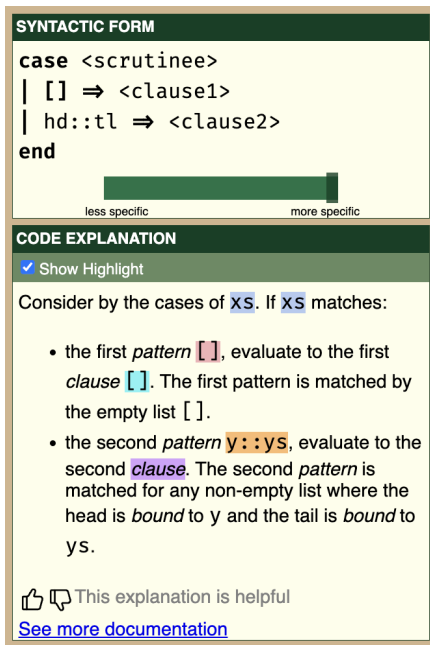 SYNTACTIC FORM
case <scrutinee>
| [] ⇒ <clause1>
| hd::tl ⇒ <clause2>
end
less specific more specific
CODE EXPLANATION
Show Highlight
Consider by the cases of xs. If xs matches:
• the first pattern [], evaluate to the first
clause []. The first pattern is matched by
the empty list [].
• the second pattern y::ys, evaluate to the
second clause. The second pattern is
matched for any non-empty list where the
head is bound to y and the tail is bound to
ys.
This explanation is helpful
See more documentation